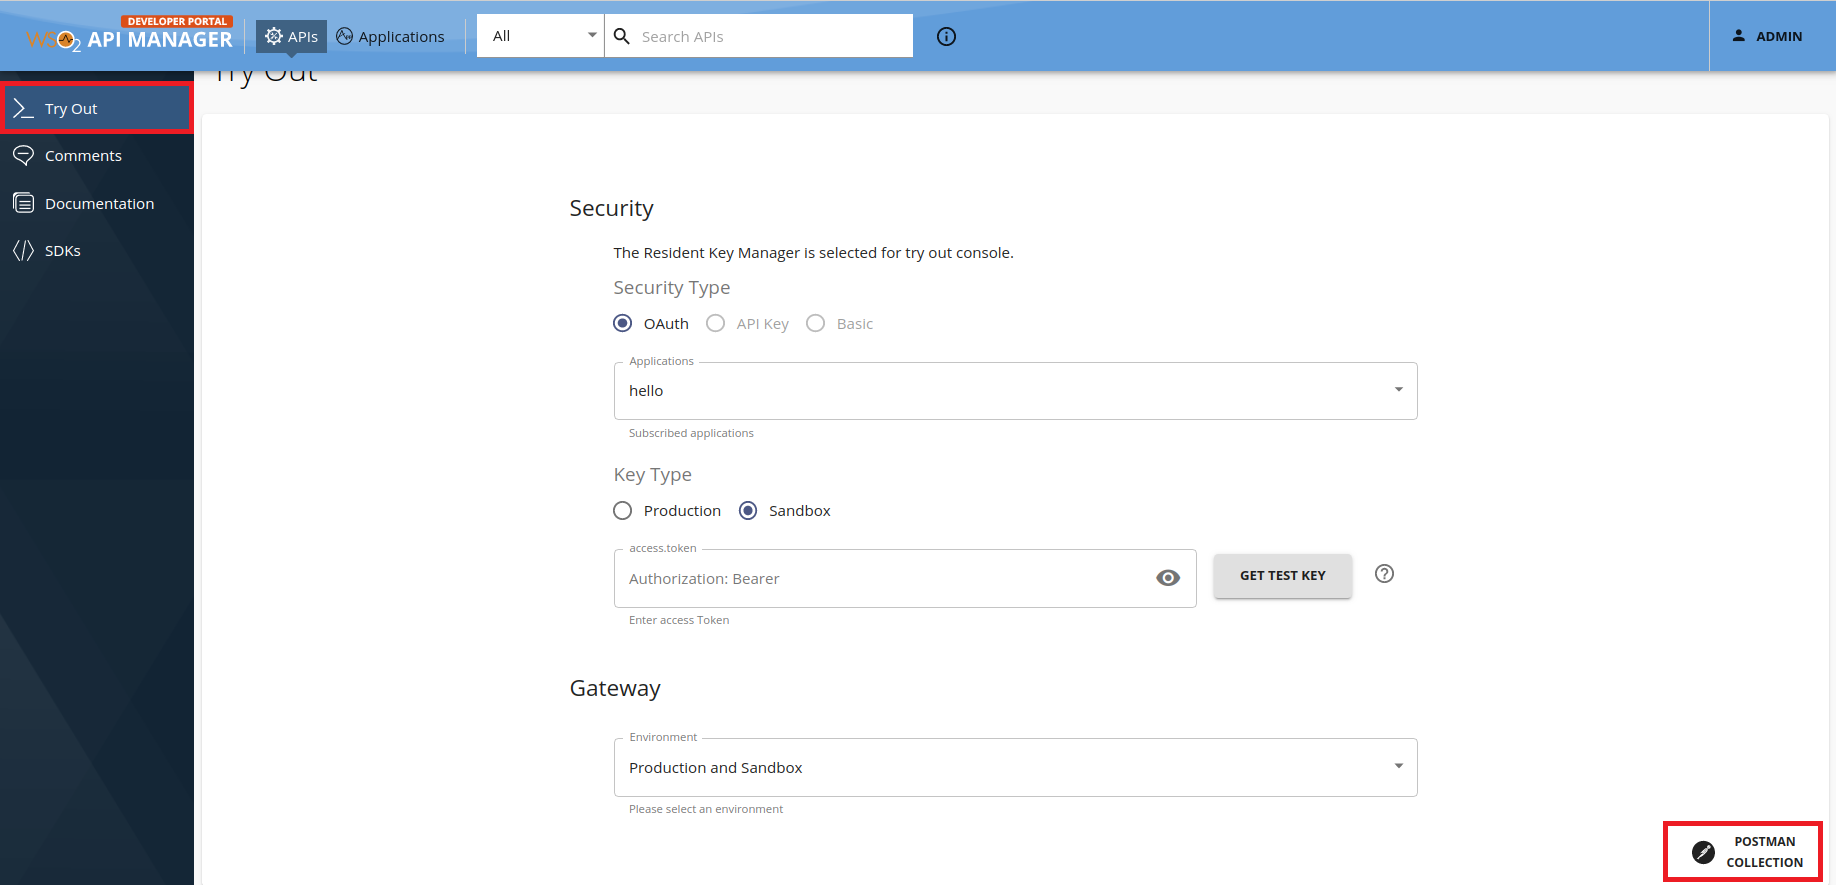 DEVELOPER PORTAL
WSO2 API MANAGER
APIs
Applications
All
Search APIs
ADMIN
Try Out
Try Out
Comments
Documentation
SDKs
Security
The Resident Key Manager is selected for try out console.
Security Type
OAuth API Key Basic
Applications
hello
Subscribed applications
Key Type
Production Sandbox
access.token
Authorization: Bearer
GET TEST KEY
Enter access Token
Gateway
Environment
Production and Sandbox
Please select an environment
POSTMAN
COLLECTION